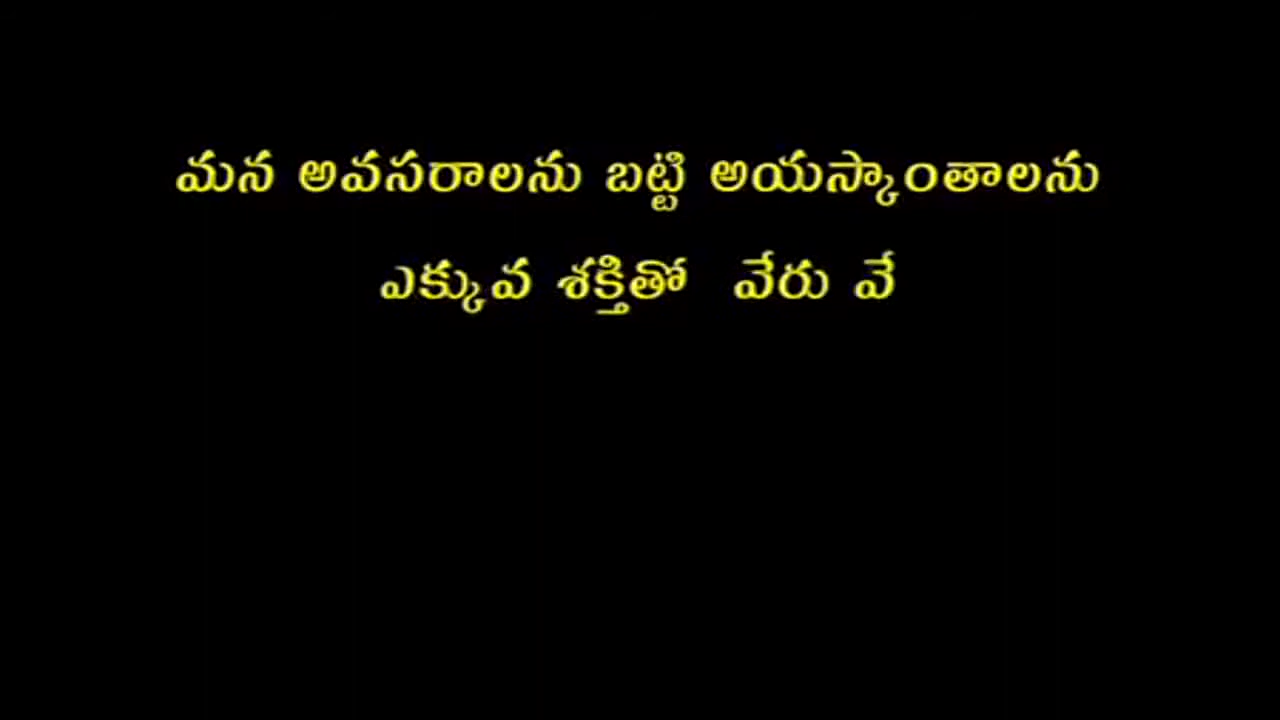 మన అవసరాలను బట్టి అయస్కాంతాలను
ఎక్కువ శక్తితో వేరు వే